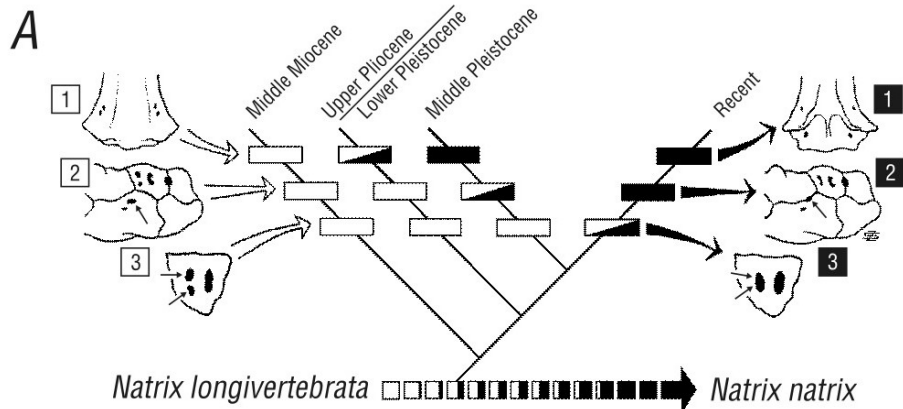 A
Middle Miocene
Upper Pliocene
Lower Pleistocene
Middle Pleistocene
Recent
1
2
3
1
2
3
Natrix longivertebrata
Natrix natrix